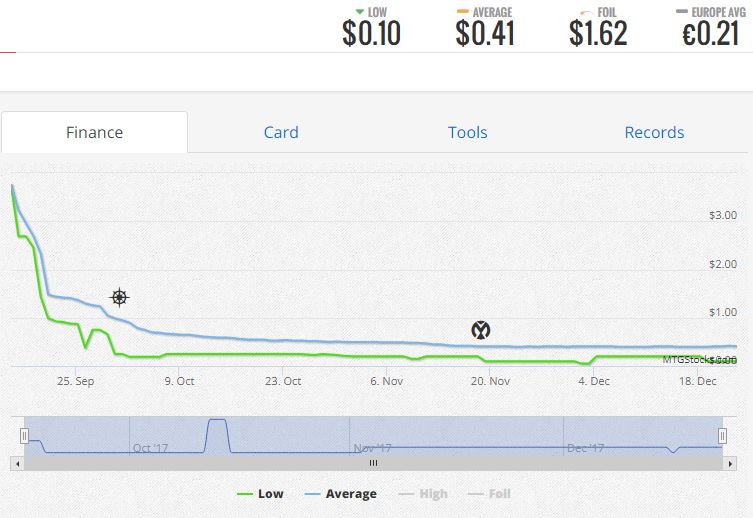 LOW AVERAGE FOIL EUROPE AVG
$0.10 $0.41 $1.62 €0.21
Finance Card Tools Records
$3.00
$2.00
$1.00
MTGStocks $0.00
25. Sep 9. Oct 23. Oct 6. Nov 20. Nov 4. Dec 18. Dec
Oct '17 Nov '17 Dec '17
Low Average High Foil